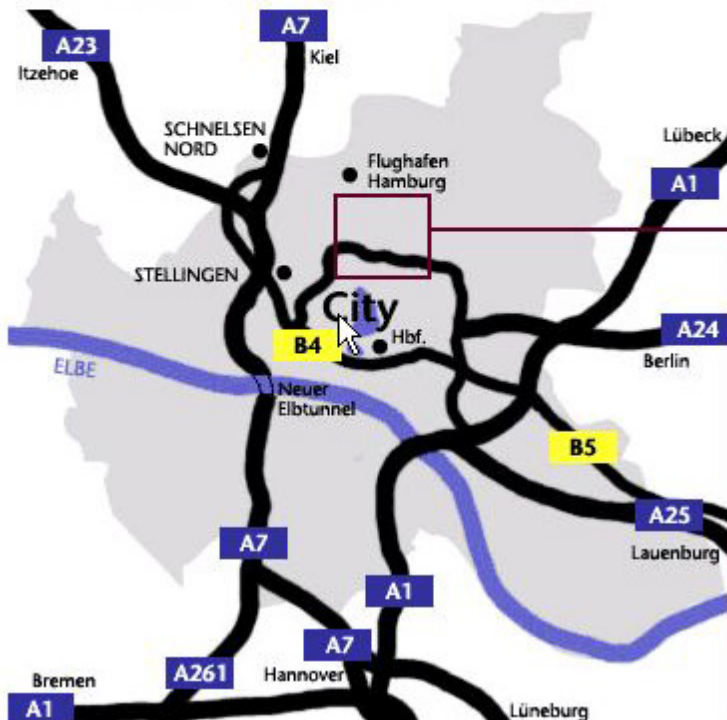 A7
A23
Kiel
Itzehoe
SCHNELSEN
NORD
Lübeck
Flughafen
Hamburg
A1
STELLINGEN
City
A24
B4
Hbf.
Berlin
ELBE
Neuer
Elbtunnel
B5
A25
A7
Lauenburg
A1
A7
A261
Hannover
Bremen
A1
Lüneburg